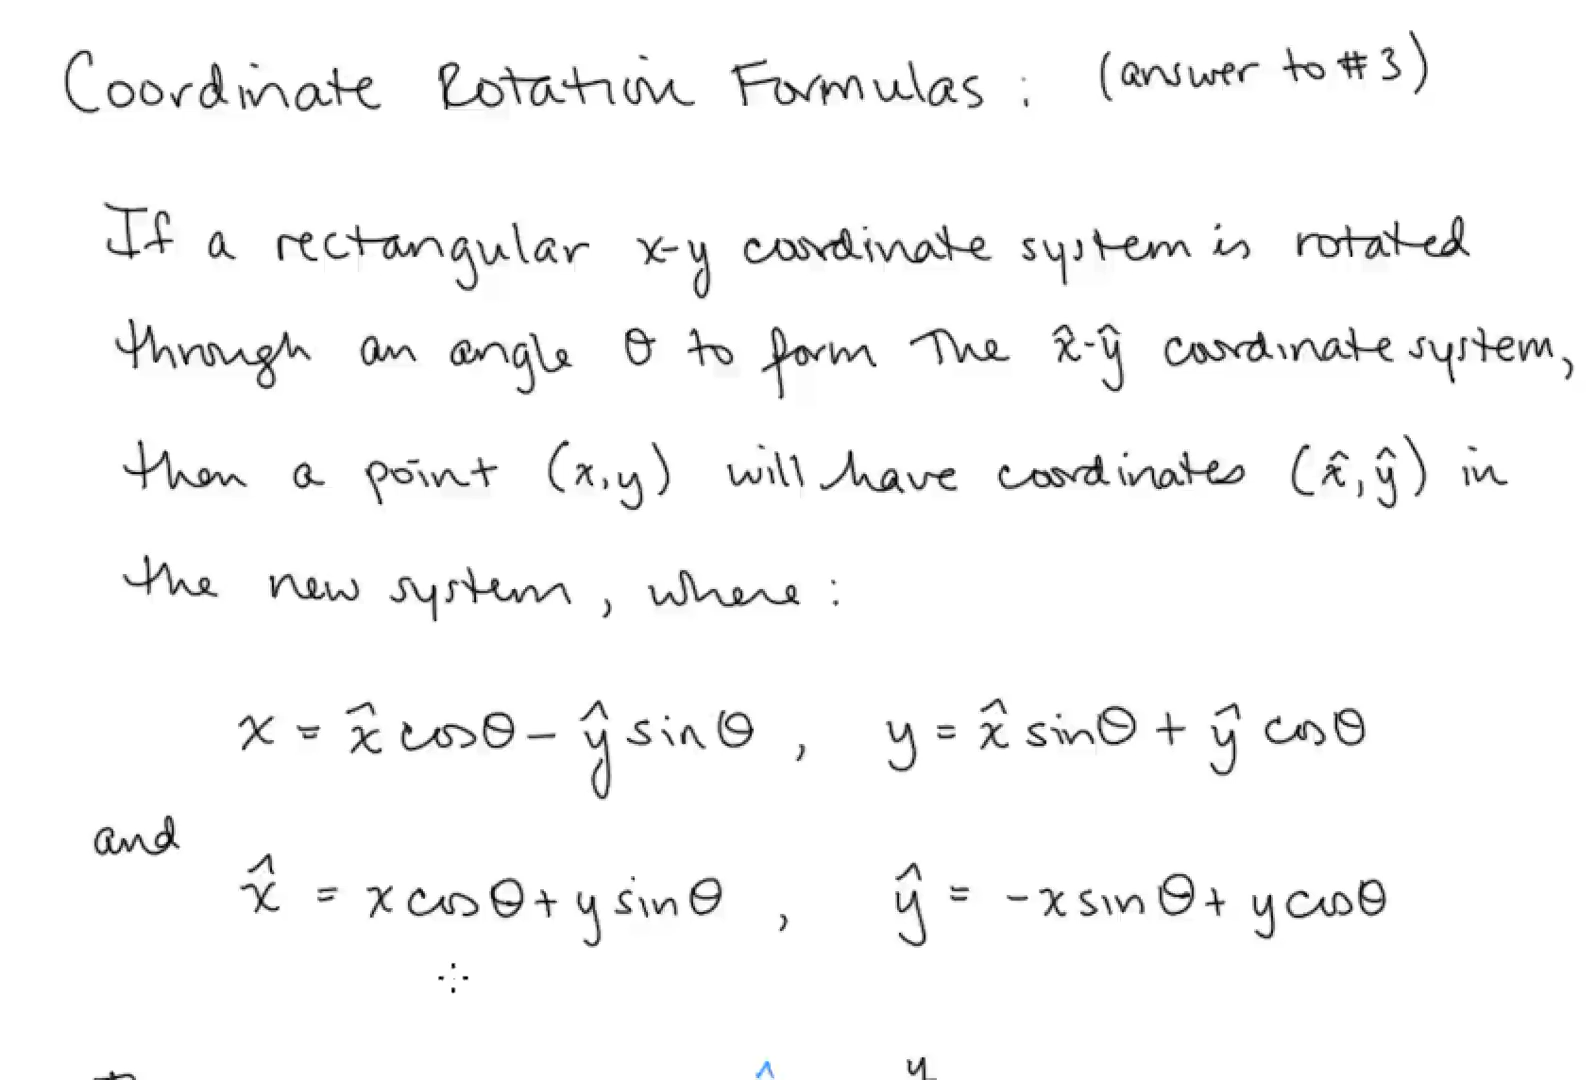 Coordinate Rotation Formulas : (answer to #3)
If a rectangular x-y coordinate system is rotated
through an angle θ to form the x̂-ŷ coordinate system,
then a point (x,y) will have coordinates (x̂,ŷ) in
the new system, where :
x = x̂ cosθ - ŷ sinθ , y = x̂ sinθ + ŷ cosθ
and
x̂ = x cosθ + y sinθ , ŷ = -x sinθ + y cosθ
y